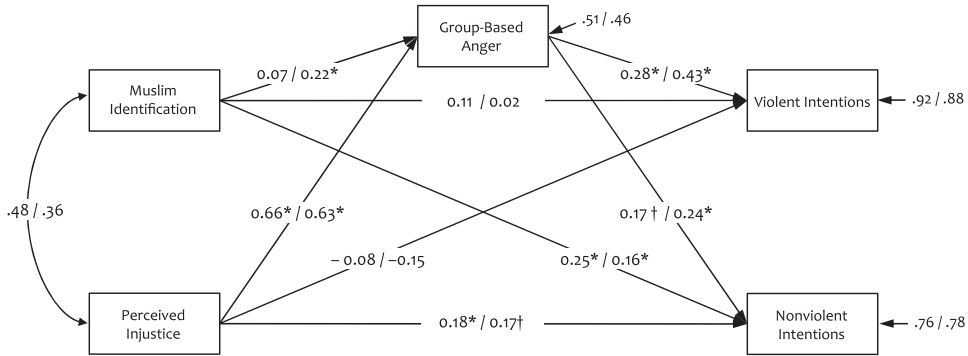 Group-Based
Anger
.51 / .46
0.07 / 0.22*
0.28* / 0.43*
Muslim
Identification
0.11 / 0.02
Violent Intentions
.92 / .88
.48 / .36
0.66* / 0.63*
0.17 † / 0.24*
– 0.08 / –0.15
0.25* / 0.16*
Perceived
Injustice
0.18* / 0.17†
Nonviolent
Intentions
.76 / .78